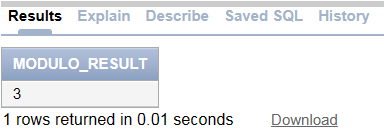 Results Explain Describe Saved SQL History
MODULO_RESULT
3
1 rows returned in 0.01 seconds Download